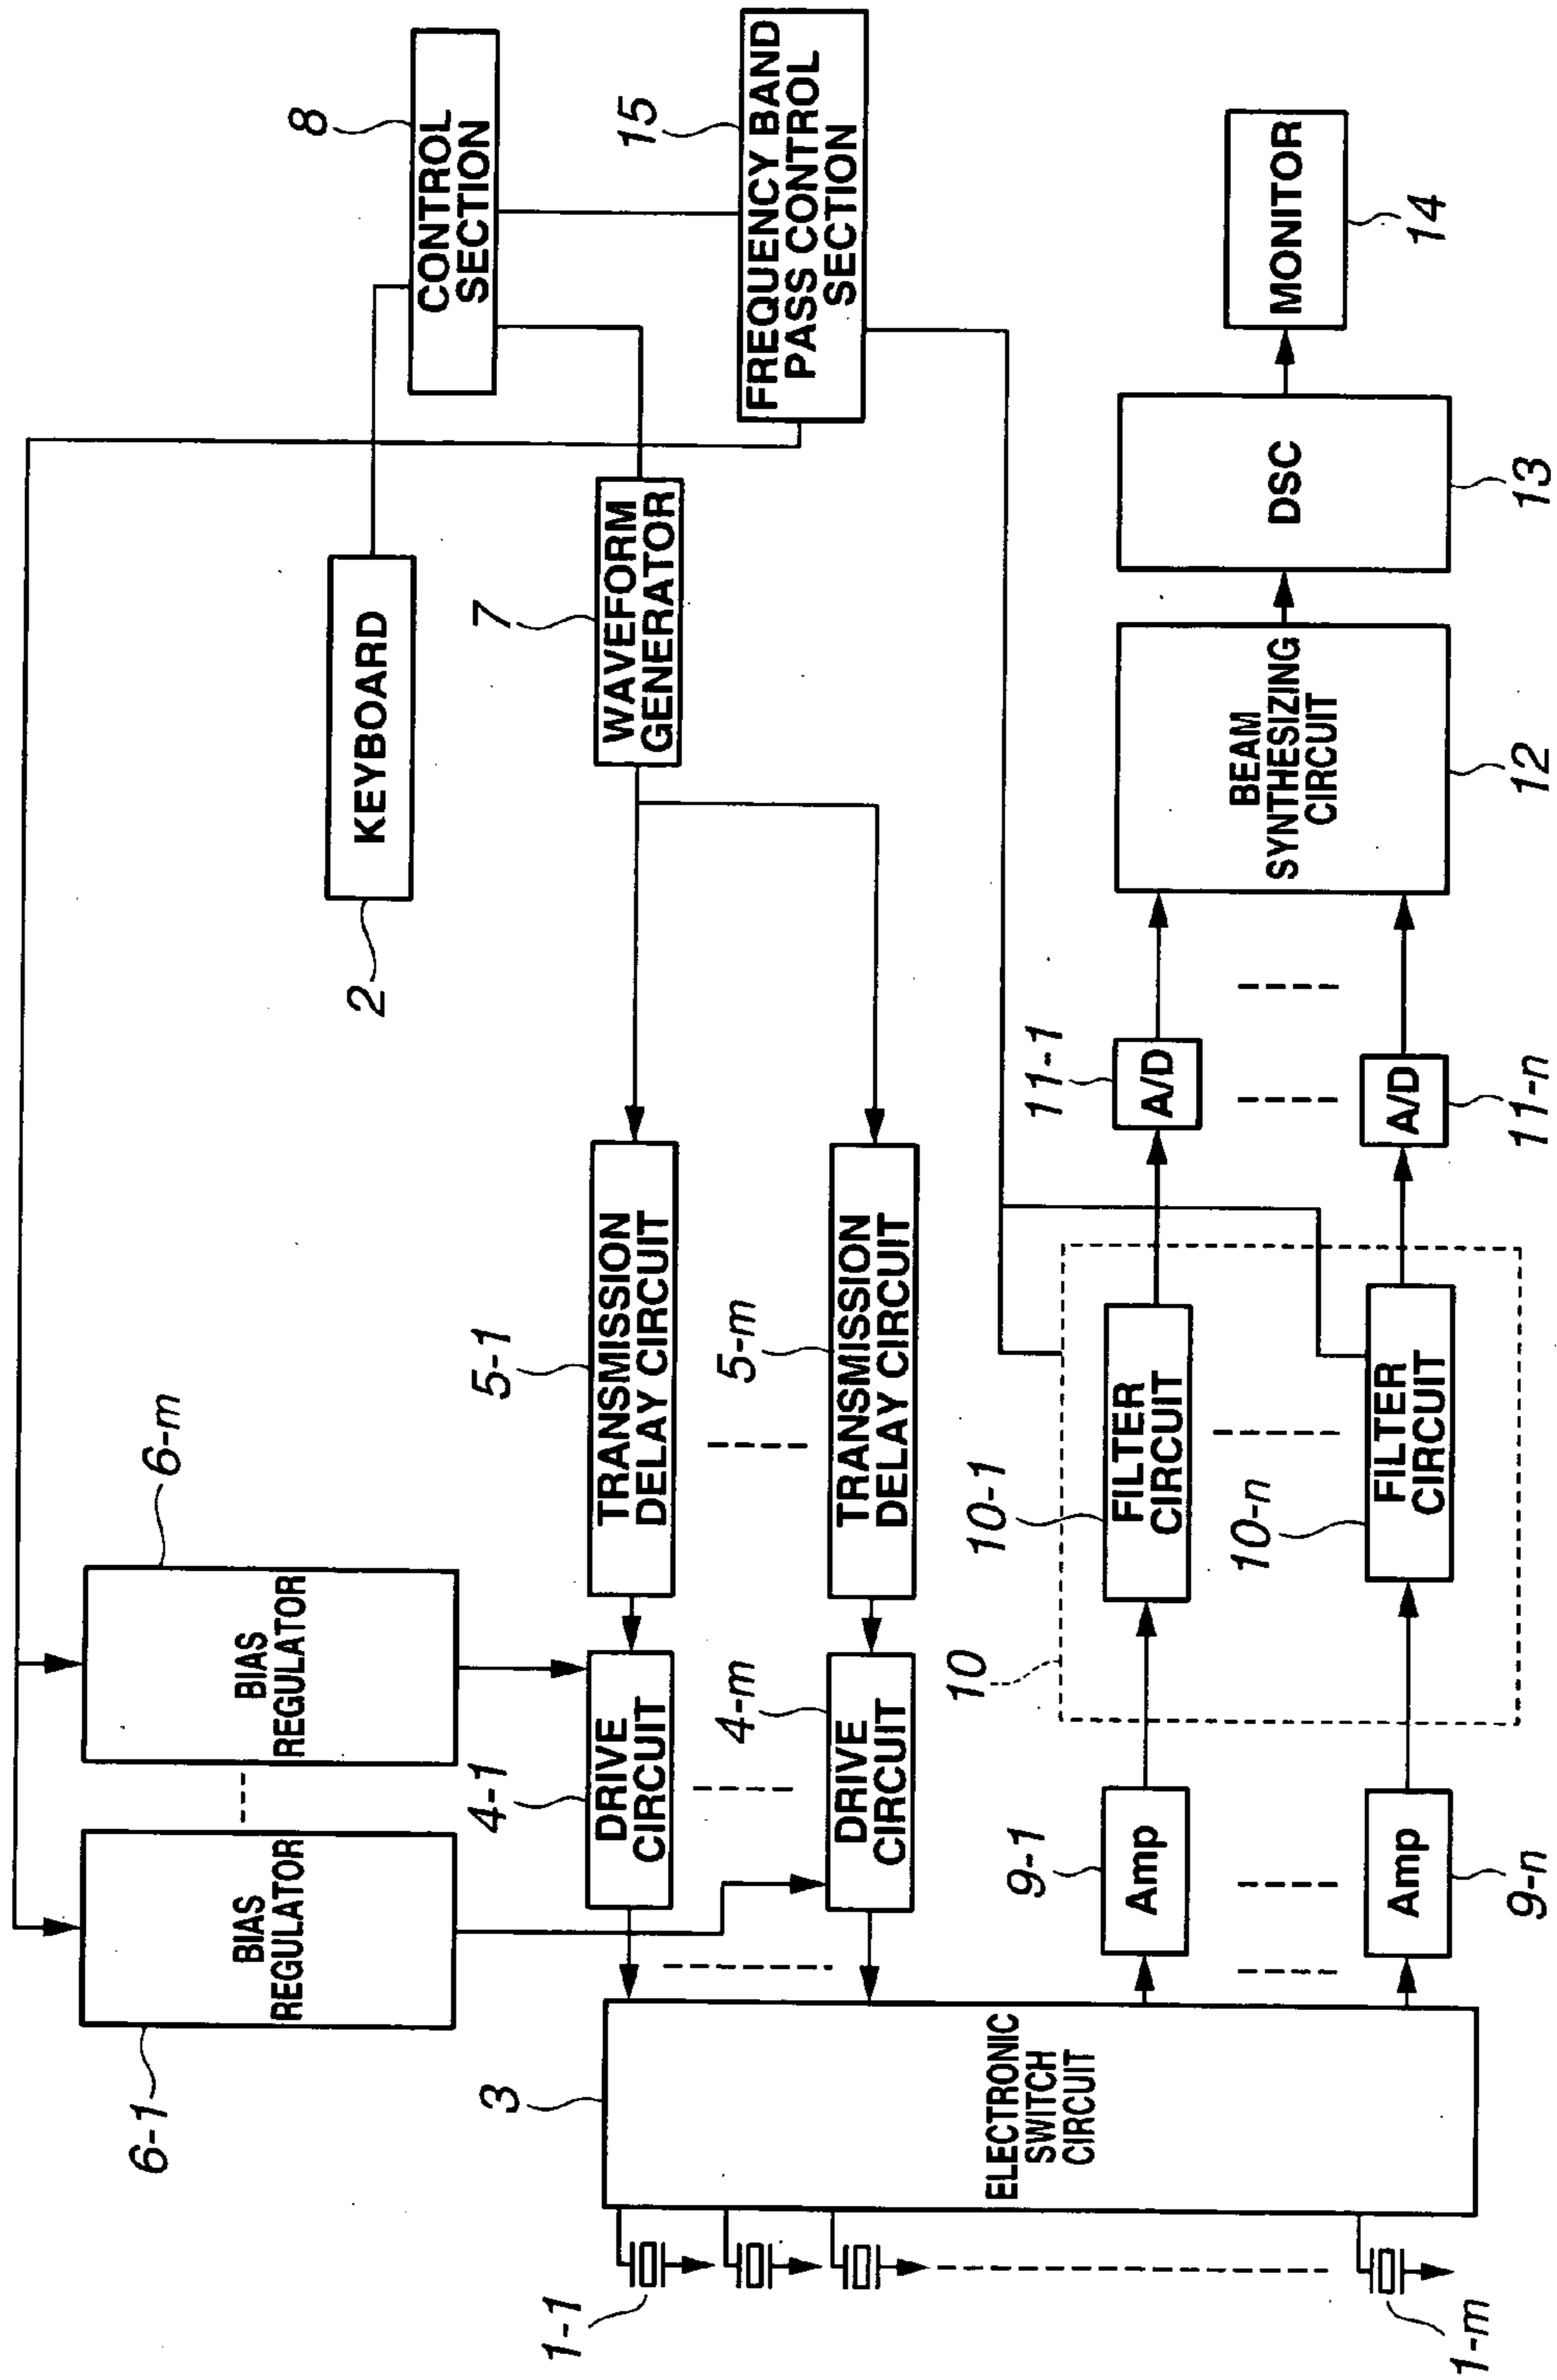 6-1
BIAS
REGULATOR
6-m
BIAS
REGULATOR
2
KEYBOARD
8
CONTROL
SECTION
7
WAVEFORM
GENERATOR
15
FREQUENCY BAND
PASS CONTROL
SECTION
4-1
DRIVE
CIRCUIT
5-1
TRANSMISSION
DELAY CIRCUIT
4-m
DRIVE
CIRCUIT
5-m
TRANSMISSION
DELAY CIRCUIT
3
ELECTRONIC
SWITCH
CIRCUIT
1-1
1-m
9-1
Amp
10
10-1
FILTER
CIRCUIT
11-1
A/D
9-n
Amp
10-n
FILTER
CIRCUIT
11-n
A/D
BEAM
SYNTHESIZING
CIRCUIT
12
DSC
13
MONITOR
14